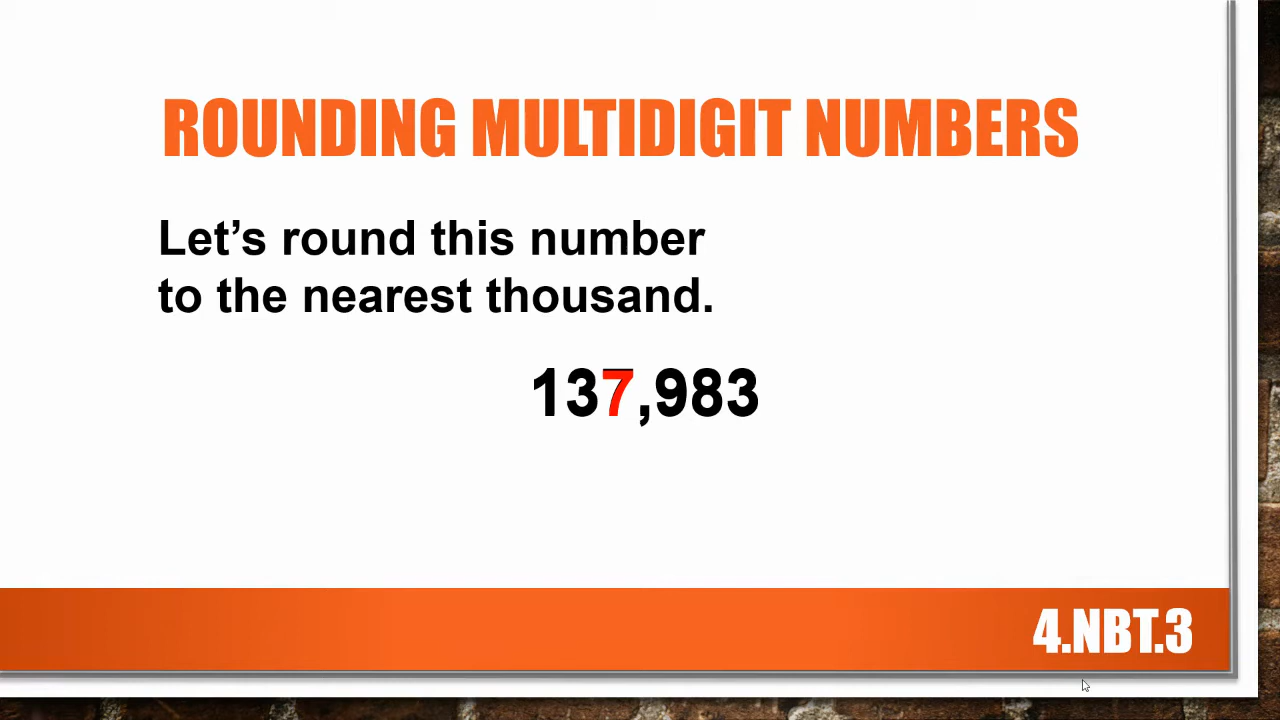 ROUNDING MULTIDIGIT NUMBERS
Let’s round this number
to the nearest thousand.
137,983
4.NBT.3